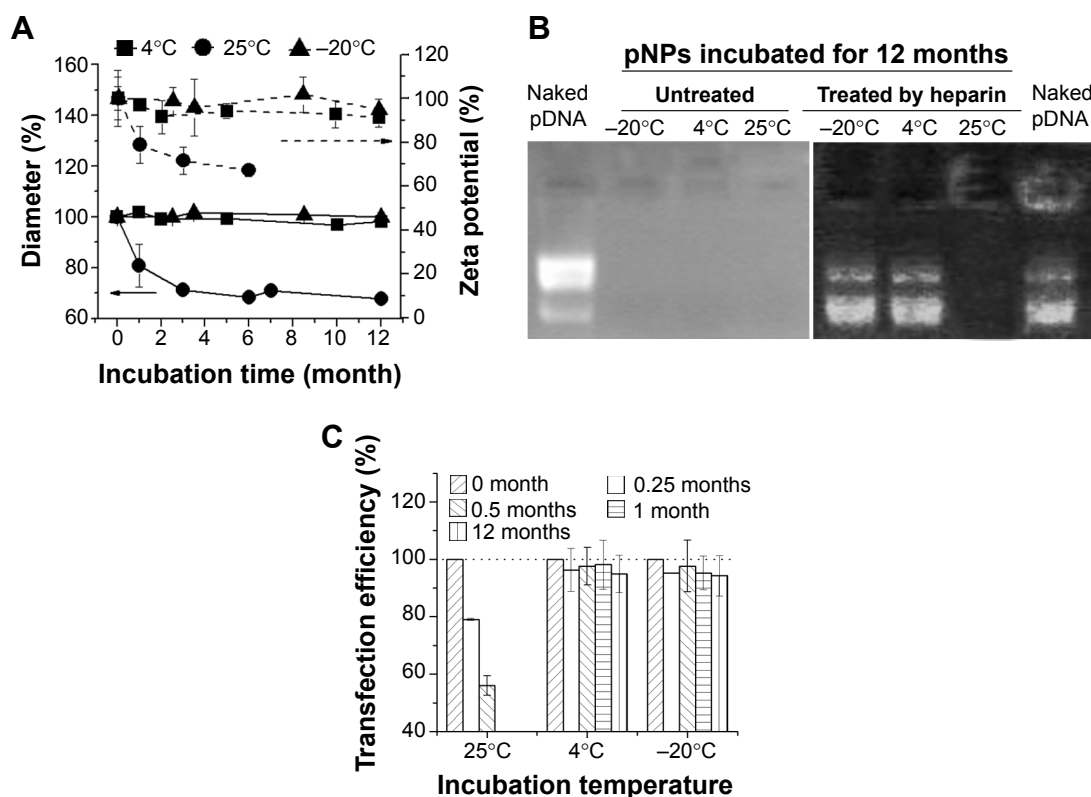 A
4°C 25°C –20°C
160
140
120
100
80
60
Diameter (%)
120
100
80
60
40
20
0
Zeta potential (%)
0 2 4 6 8 10 12
Incubation time (month)
B
pNPs incubated for 12 months
Naked pDNA
Untreated
–20°C 4°C 25°C
Treated by heparin
–20°C 4°C 25°C
Naked pDNA
C
Transfection efficiency (%)
120
100
80
60
40
0 month
0.25 months
0.5 months
1 month
12 months
25°C 4°C –20°C
Incubation temperature